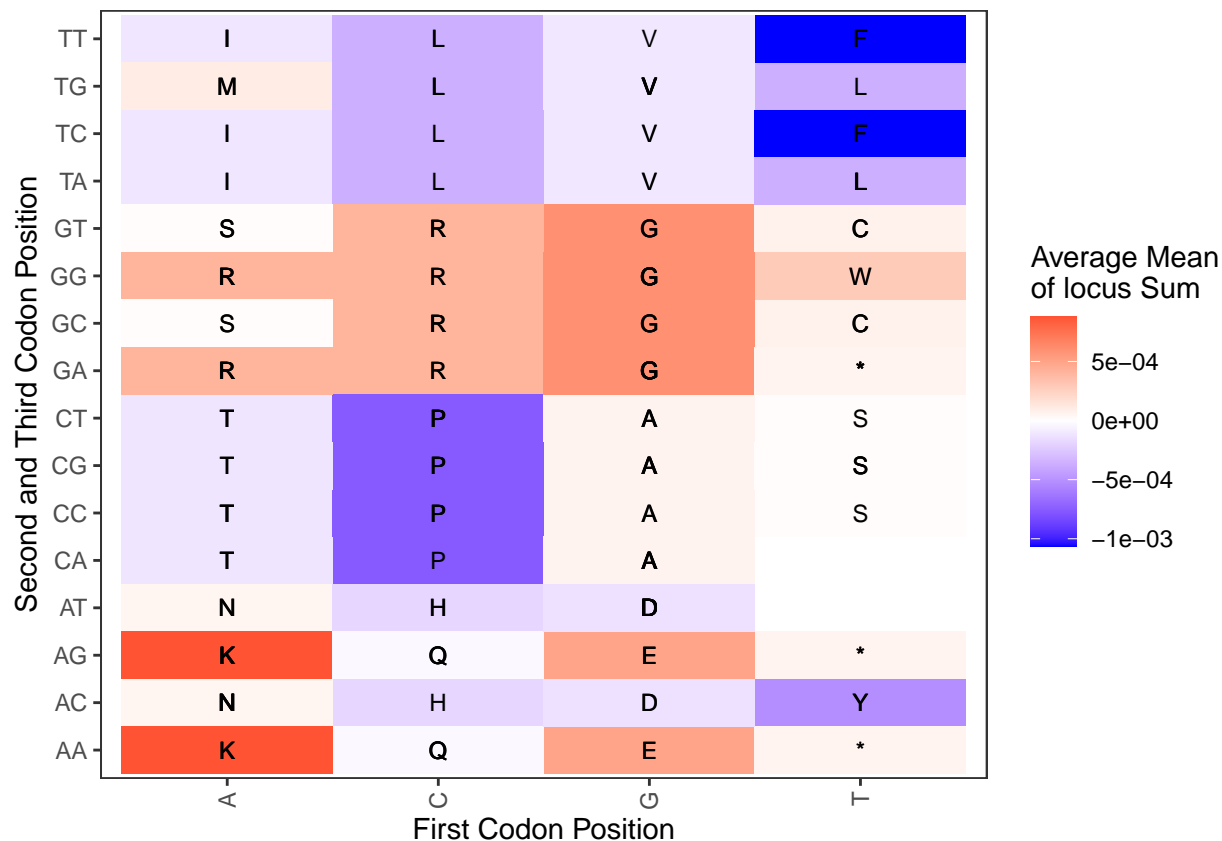 TT I L V F
TG M L V L
TC I L V F
TA I L V L
GT S R G C
GG R R G W
GC S R G C
GA R R G *
CT T P A S
CG T P A S
CC T P A S
CA T P A
AT N H D
AG K Q E *
AC N H D Y
AA K Q E *
A C G T
First Codon Position
Second and Third Codon Position
Average Mean
of locus Sum
5e−04
0e+00
−5e−04
−1e−03